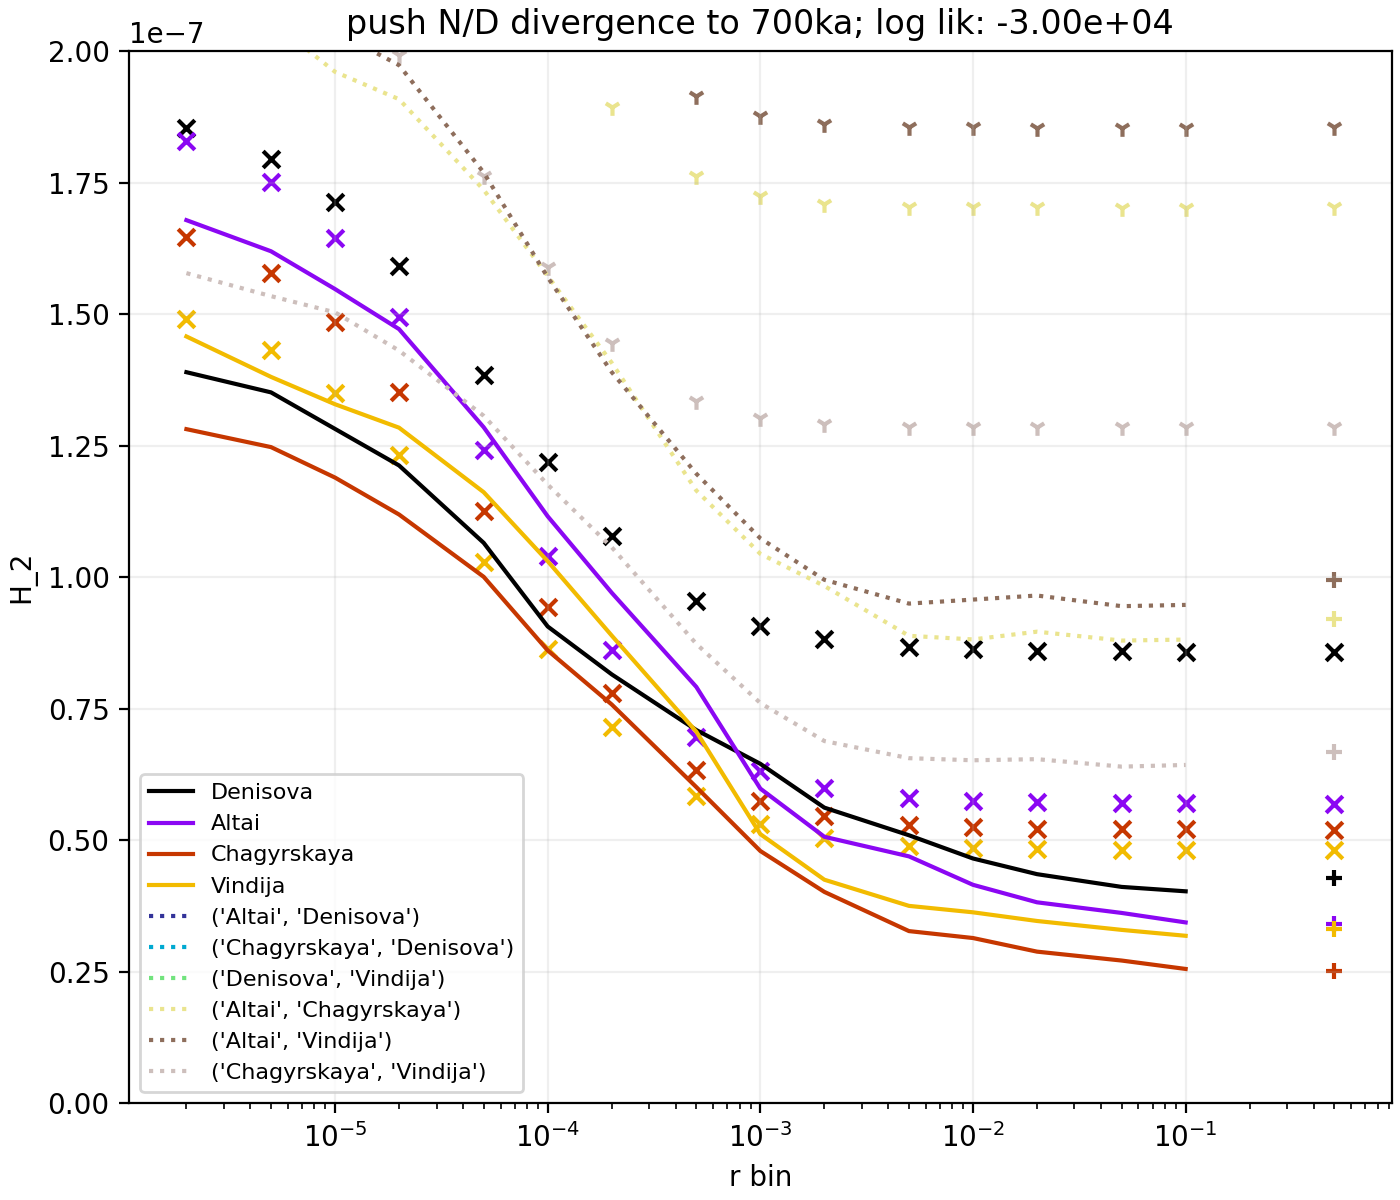 push N/D divergence to 700ka; log lik: -3.00e+04
1e−7
2.00
1.75
1.50
1.25
1.00
0.75
0.50
0.25
0.00
H_2
Denisova
Altai
Chagyrskaya
Vindija
('Altai', 'Denisova')
('Chagyrskaya', 'Denisova')
('Denisova', 'Vindija')
('Altai', 'Chagyrskaya')
('Altai', 'Vindija')
('Chagyrskaya', 'Vindija')
10⁻⁵ 10⁻⁴ 10⁻³ 10⁻² 10⁻¹
r bin